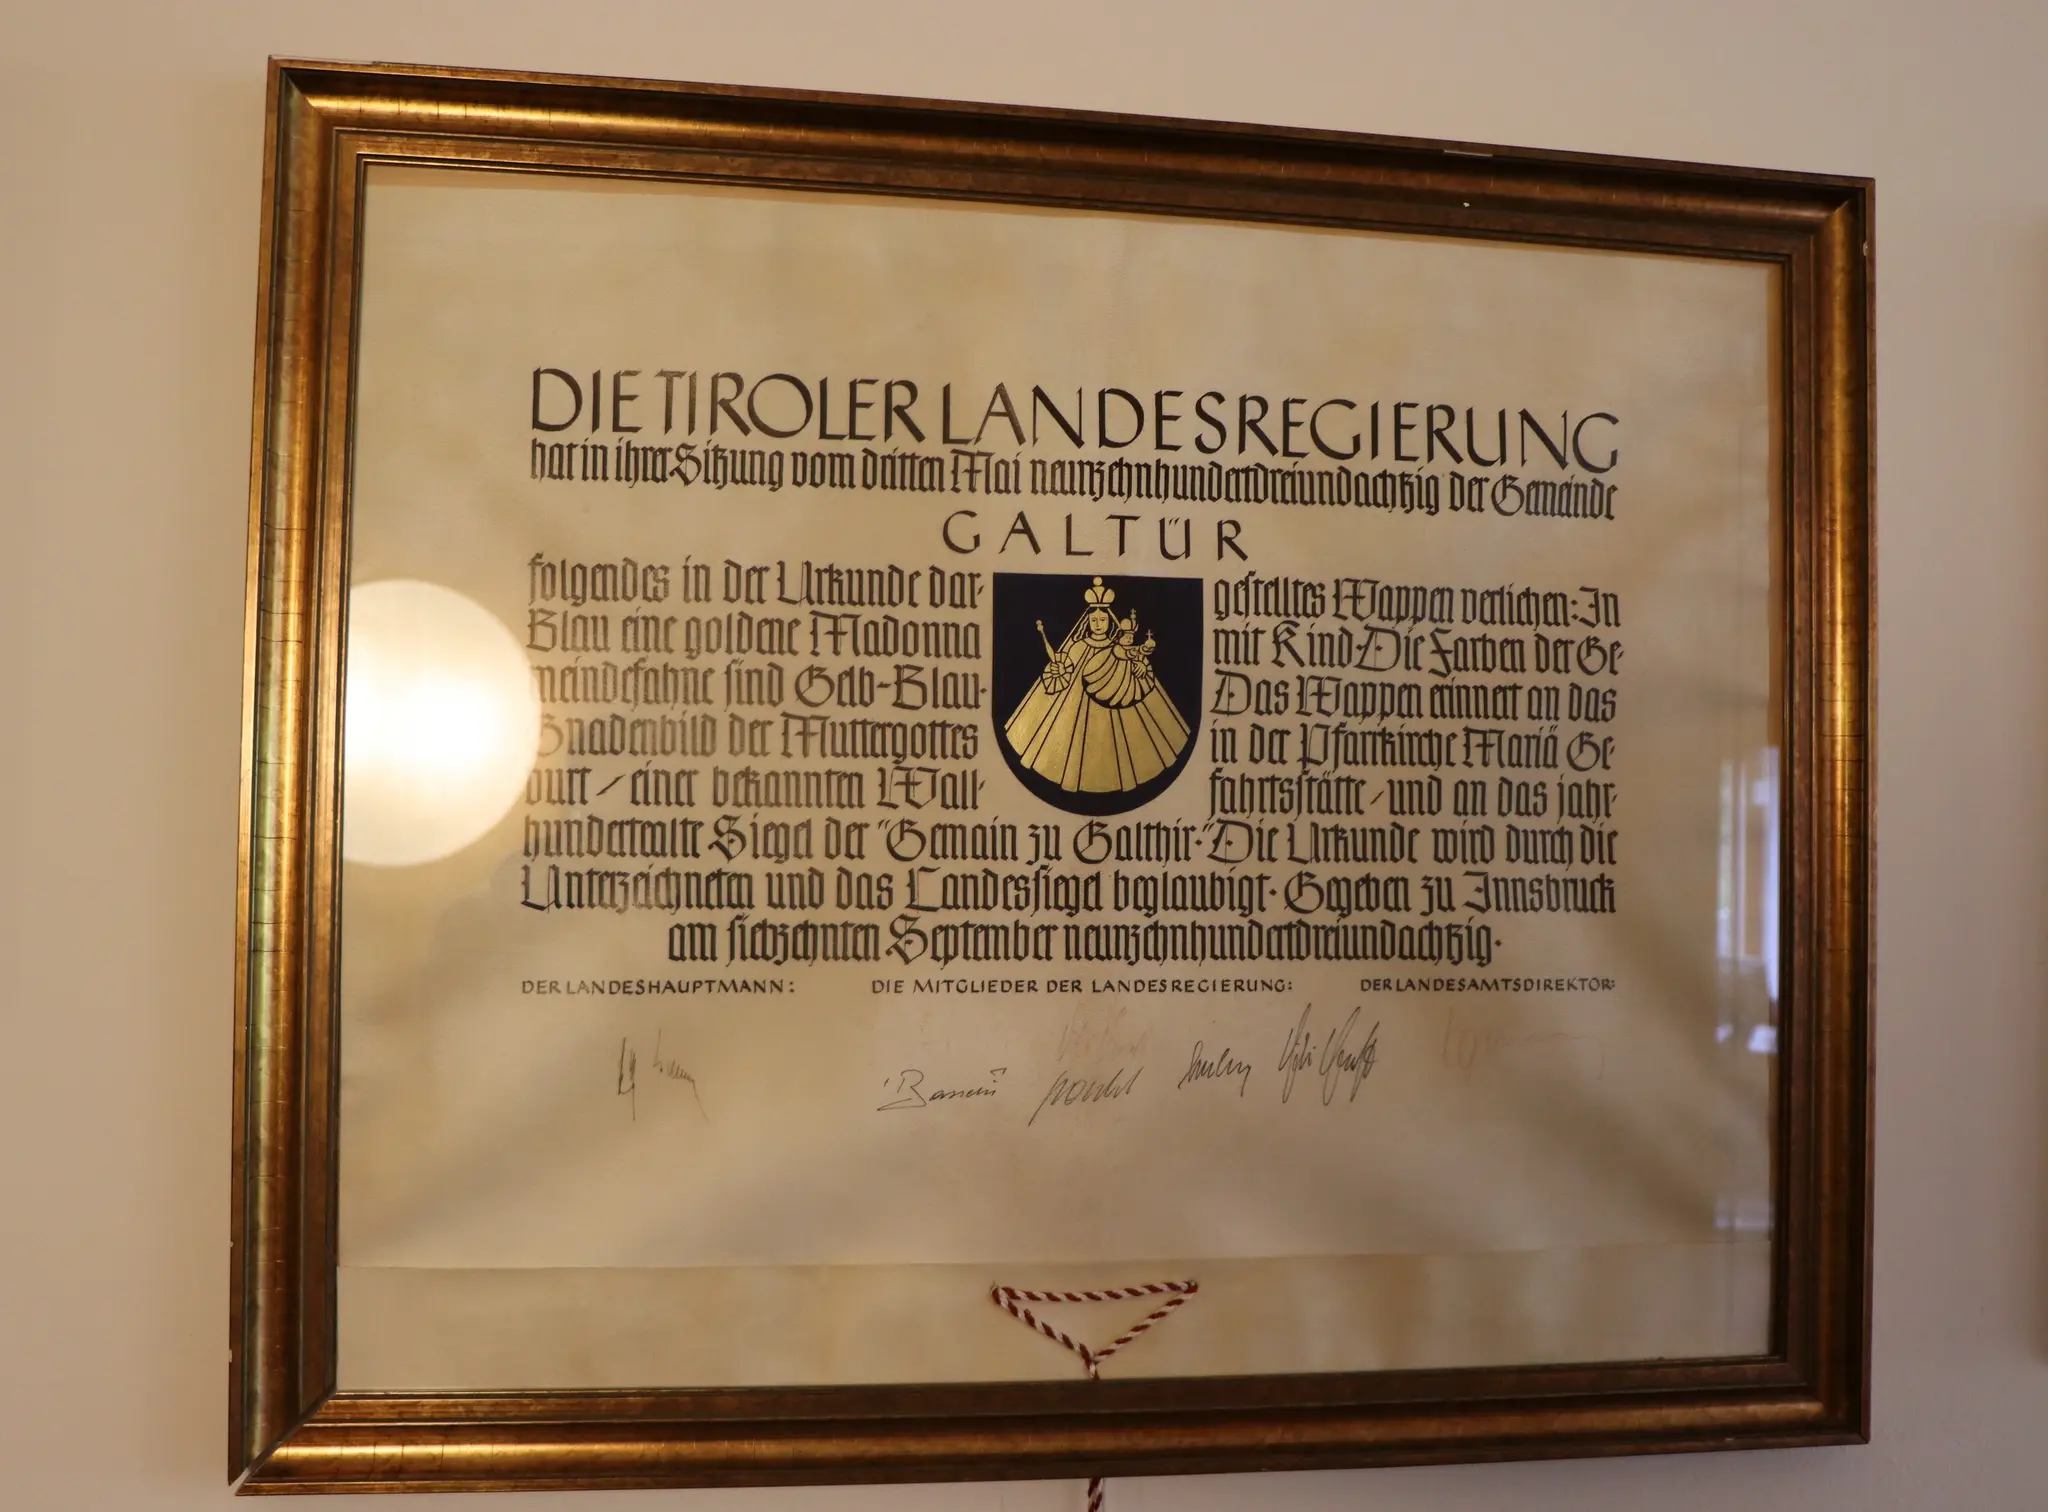 DIE TIROLER LANDESREGIERUNG
hat in ihrer Sitzung vom dritten Mai neunzehnhundertdreiundachtzig der Gemeinde
GALTÜR
folgendes in der Urkunde dar- gestelltes Wappen verliehen: In
Blau eine goldene Madonna mit Kind. Die Farben der Ge-
meindefahne sind Gelb-Blau. Das Wappen erinnert an das
Gnadenbild der Muttergottes in der Pfarrkirche Mariä Ge
burt - einer bekannten Wall- fahrtsstätte - und an das jahr-
hundertealte Siegel der "Gemain zu Galthir." Die Urkunde wird durch die
Unterzeichneten und das Landessiegel beglaubigt. Gegeben zu Innsbruck
am siebzehnten September neunzehnhundertdreiundachtzig.
DER LANDESHAUPTMANN: DIE MITGLIEDER DER LANDESREGIERUNG: DER LANDESAMTSDIREKTOR: